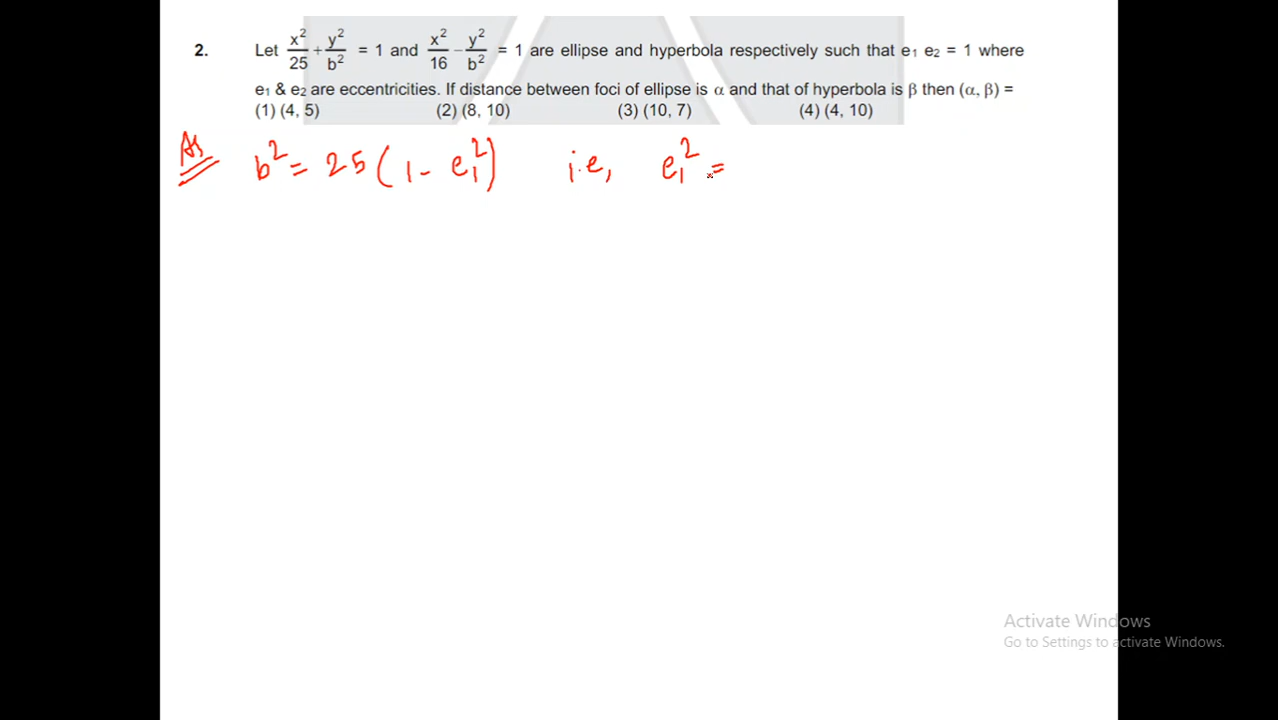 2. Let x²/25 + y²/b² = 1 and x²/16 − y²/b² = 1 are ellipse and hyperbola respectively such that e₁ e₂ = 1 where
e₁ & e₂ are eccentricities. If distance between foci of ellipse is α and that of hyperbola is β then (α, β) =
(1) (4, 5) (2) (8, 10) (3) (10, 7) (4) (4, 10)
b² = 25 ( 1 - e₁²) i.e, e₁² =
Activate Windows
Go to Settings to activate Windows.